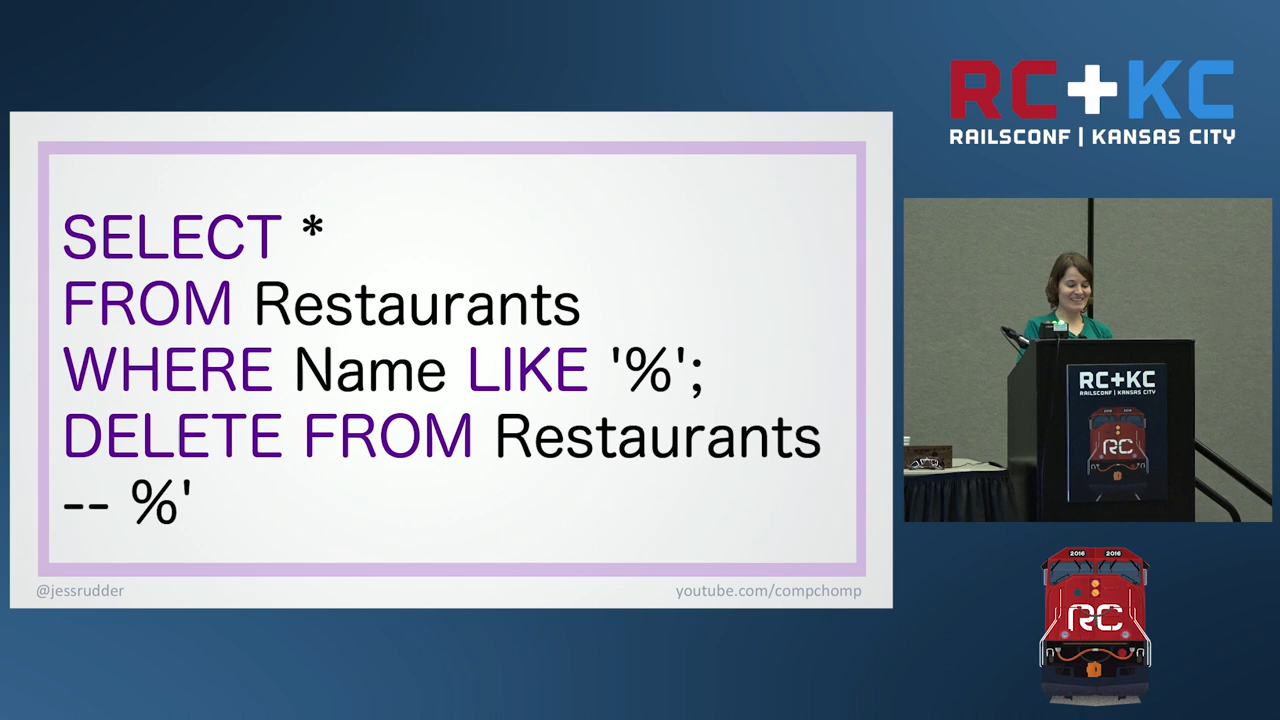 RC+KC
RAILSCONF | KANSAS CITY
SELECT *
FROM Restaurants
WHERE Name LIKE '%';
DELETE FROM Restaurants
-- %'
@jessrudder
youtube.com/compchomp
RC+KC
RAILSCONF | KANSAS CITY
RC
2016 2016
RC